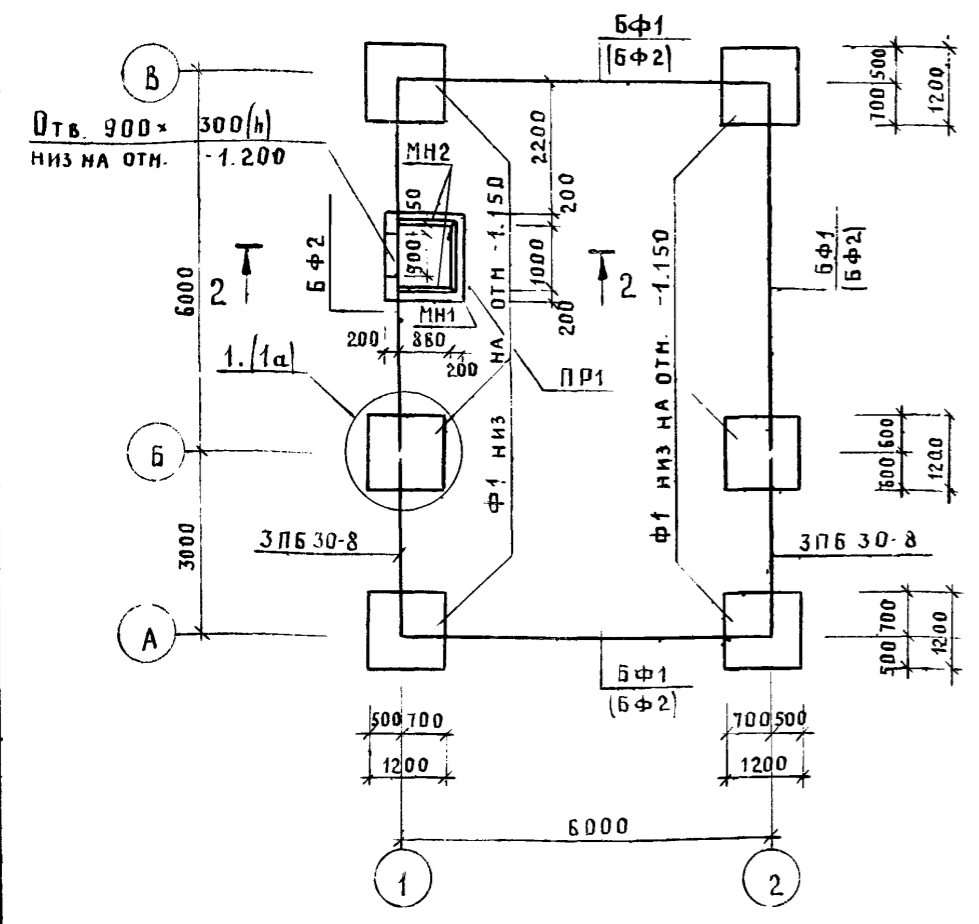 БФ1
(БФ2)
В
700 500
1200
Отв. 900× 300(h)
низ на отм. -1.200
МН2
2200
50
200
БФ2
900
1000
БФ1
(БФ2)
2
2
6000
МН1
200
200 860
200
1.(1а)
ПР1
Ф1 низ на отм -1.150
Ф1 низ на отм. -1.150
Б
600 600
1200
3000
3ПБ 30-8
3ПБ 30-8
А
500 700
1200
БФ1
(БФ2)
500 700
700 500
1200
1200
6000
1
2